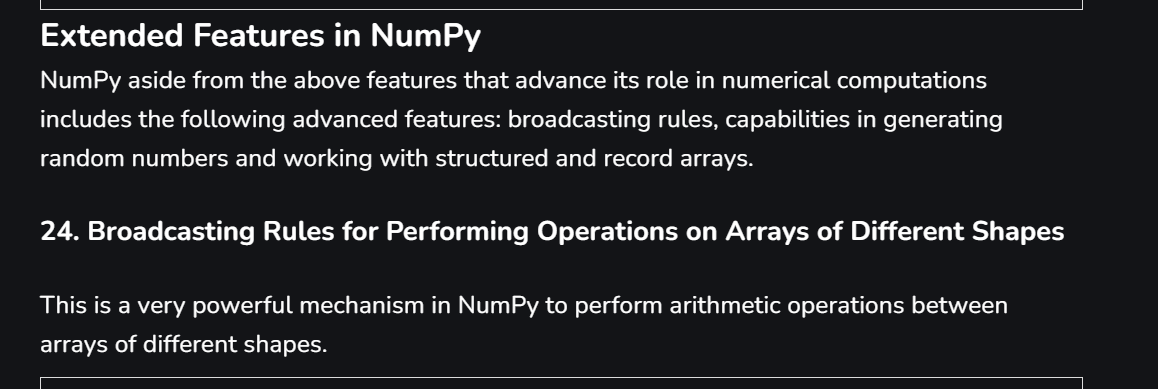 Extended Features in NumPy
NumPy aside from the above features that advance its role in numerical computations
includes the following advanced features: broadcasting rules, capabilities in generating
random numbers and working with structured and record arrays.
24. Broadcasting Rules for Performing Operations on Arrays of Different Shapes
This is a very powerful mechanism in NumPy to perform arithmetic operations between
arrays of different shapes.